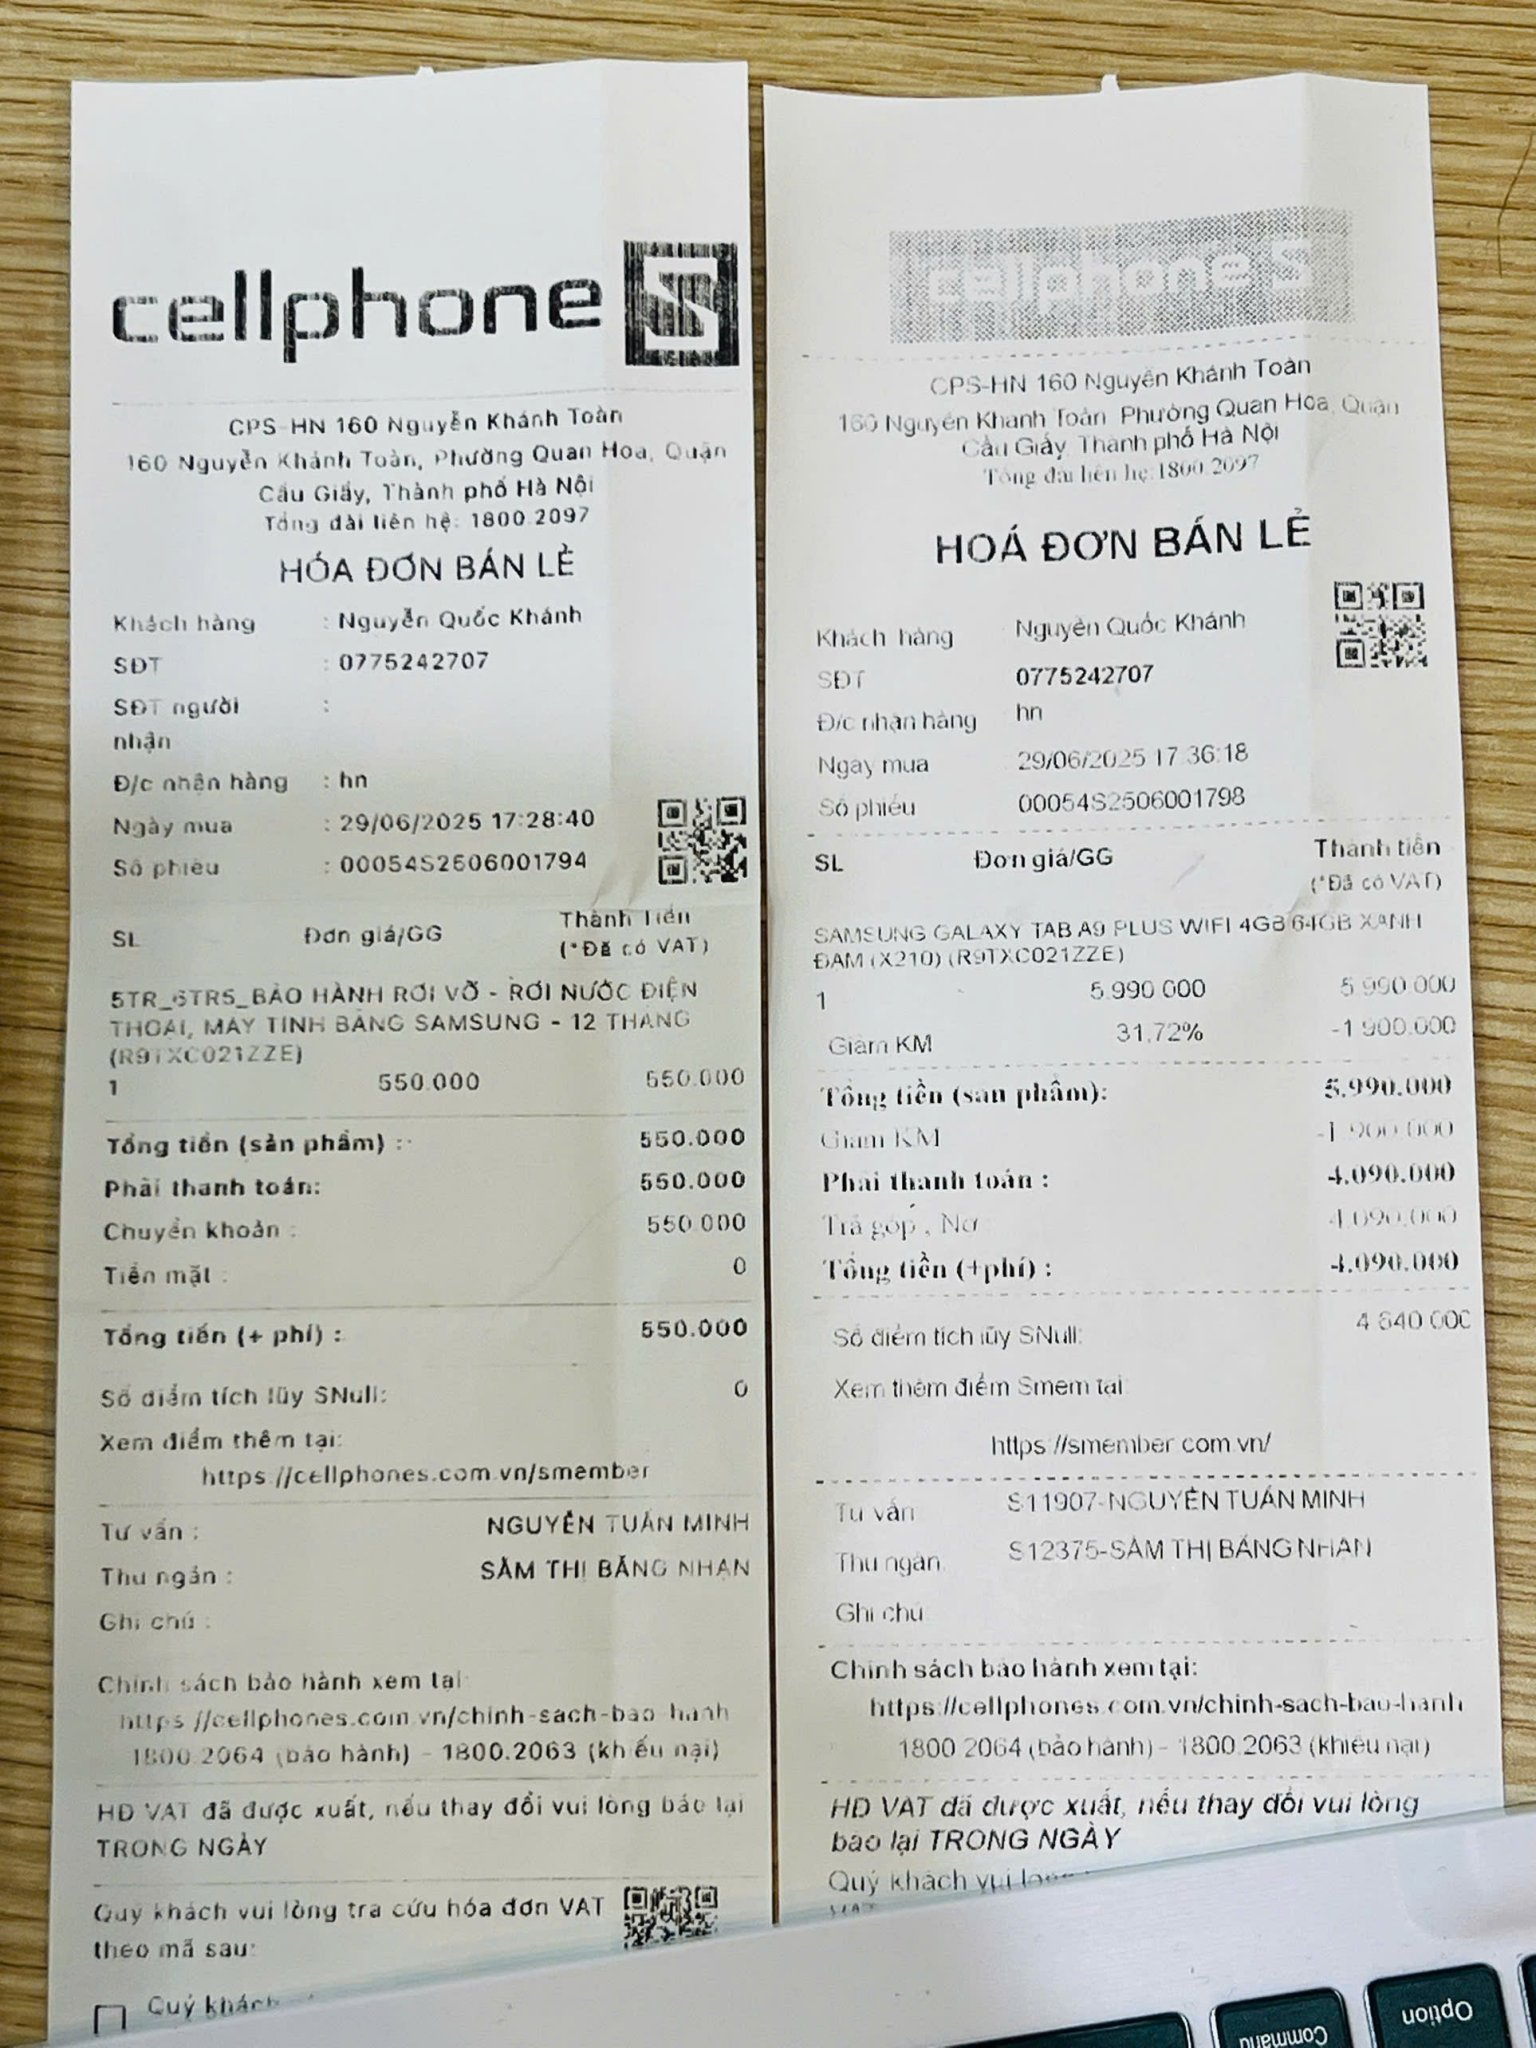 cellphone S
CPS-HN 160 Nguyễn Khánh Toàn
160 Nguyễn Khánh Toàn, Phường Quan Hoa, Quận
Cầu Giấy, Thành phố Hà Nội
Tổng đài liên hệ: 1800.2097
HÓA ĐƠN BÁN LẺ
Khách hàng : Nguyễn Quốc Khánh
SĐT : 0775242707
SĐT người :
nhận
Đ/c nhận hàng : hn
Ngày mua : 29/06/2025 17:28:40
Số phiếu : 00054S2506001794
SL Đơn giá/GG Thành Tiền
(*Đã có VAT)
5TR_6TR5_BẢO HÀNH RƠI VỠ - RƠI NƯỚC ĐIỆN
THOẠI, MÁY TÍNH BẢNG SAMSUNG - 12 THÁNG
(R9TXC021ZZE)
1 550.000 550.000
Tổng tiền (sản phẩm) : 550.000
Phải thanh toán: 550.000
Chuyển khoản : 550.000
Tiền mặt : 0
Tổng tiền (+ phí) : 550.000
Số điểm tích lũy SNull: 0
Xem điểm thêm tại:
https://cellphones.com.vn/smember
Tư vấn : NGUYỄN TUẤN MINH
Thu ngân : SẦM THỊ BĂNG NHẠN
Ghi chú :
Chính sách bảo hành xem tại:
https://cellphones.com.vn/chinh-sach-bao-hanh
1800.2064 (bảo hành) - 1800.2063 (khiếu nại)
HĐ VAT đã được xuất, nếu thay đổi vui lòng báo lại
TRONG NGÀY
Quý khách vui lòng tra cứu hóa đơn VAT
theo mã sau:
Quý khách
cellphone S
CPS-HN 160 Nguyễn Khánh Toàn
160 Nguyễn Khánh Toàn, Phường Quan Hoa, Quận
Cầu Giấy, Thành phố Hà Nội
Tổng đài liên hệ:1800.2097
HOÁ ĐƠN BÁN LẺ
Khách hàng Nguyễn Quốc Khánh
SĐT 0775242707
Đ/c nhận hàng hn
Ngày mua 29/06/2025 17:36:18
Số phiếu 00054S2506001798
SL Đơn giá/GG Thành tiền
(*Đã có VAT)
SAMSUNG GALAXY TAB A9 PLUS WIFI 4GB 64GB XANH
ĐẬM (X210) (R9TXC021ZZE)
1 5.990.000 5.990.000
Giảm KM 31,72% -1.900.000
Tổng tiền (sản phẩm): 5.990.000
Giảm KM -1.900.000
Phải thanh toán : 4.090.000
Trả góp , Nợ 4.090.000
Tổng tiền (+phí) : 4.090.000
Số điểm tích lũy SNull: 4.640.000
Xem thêm điểm Smem tại
https://smember.com.vn/
Tư vấn S11907-NGUYỄN TUẤN MINH
Thu ngân S12375-SẦM THỊ BĂNG NHẠN
Ghi chú
Chính sách bảo hành xem tại:
https://cellphones.com.vn/chinh-sach-bao-hanh
1800.2064 (bảo hành) - 1800.2063 (khiếu nại)
HĐ VAT đã được xuất, nếu thay đổi vui lòng
báo lại TRONG NGÀY
Quý khách vui lòng
VAT
Command
Option